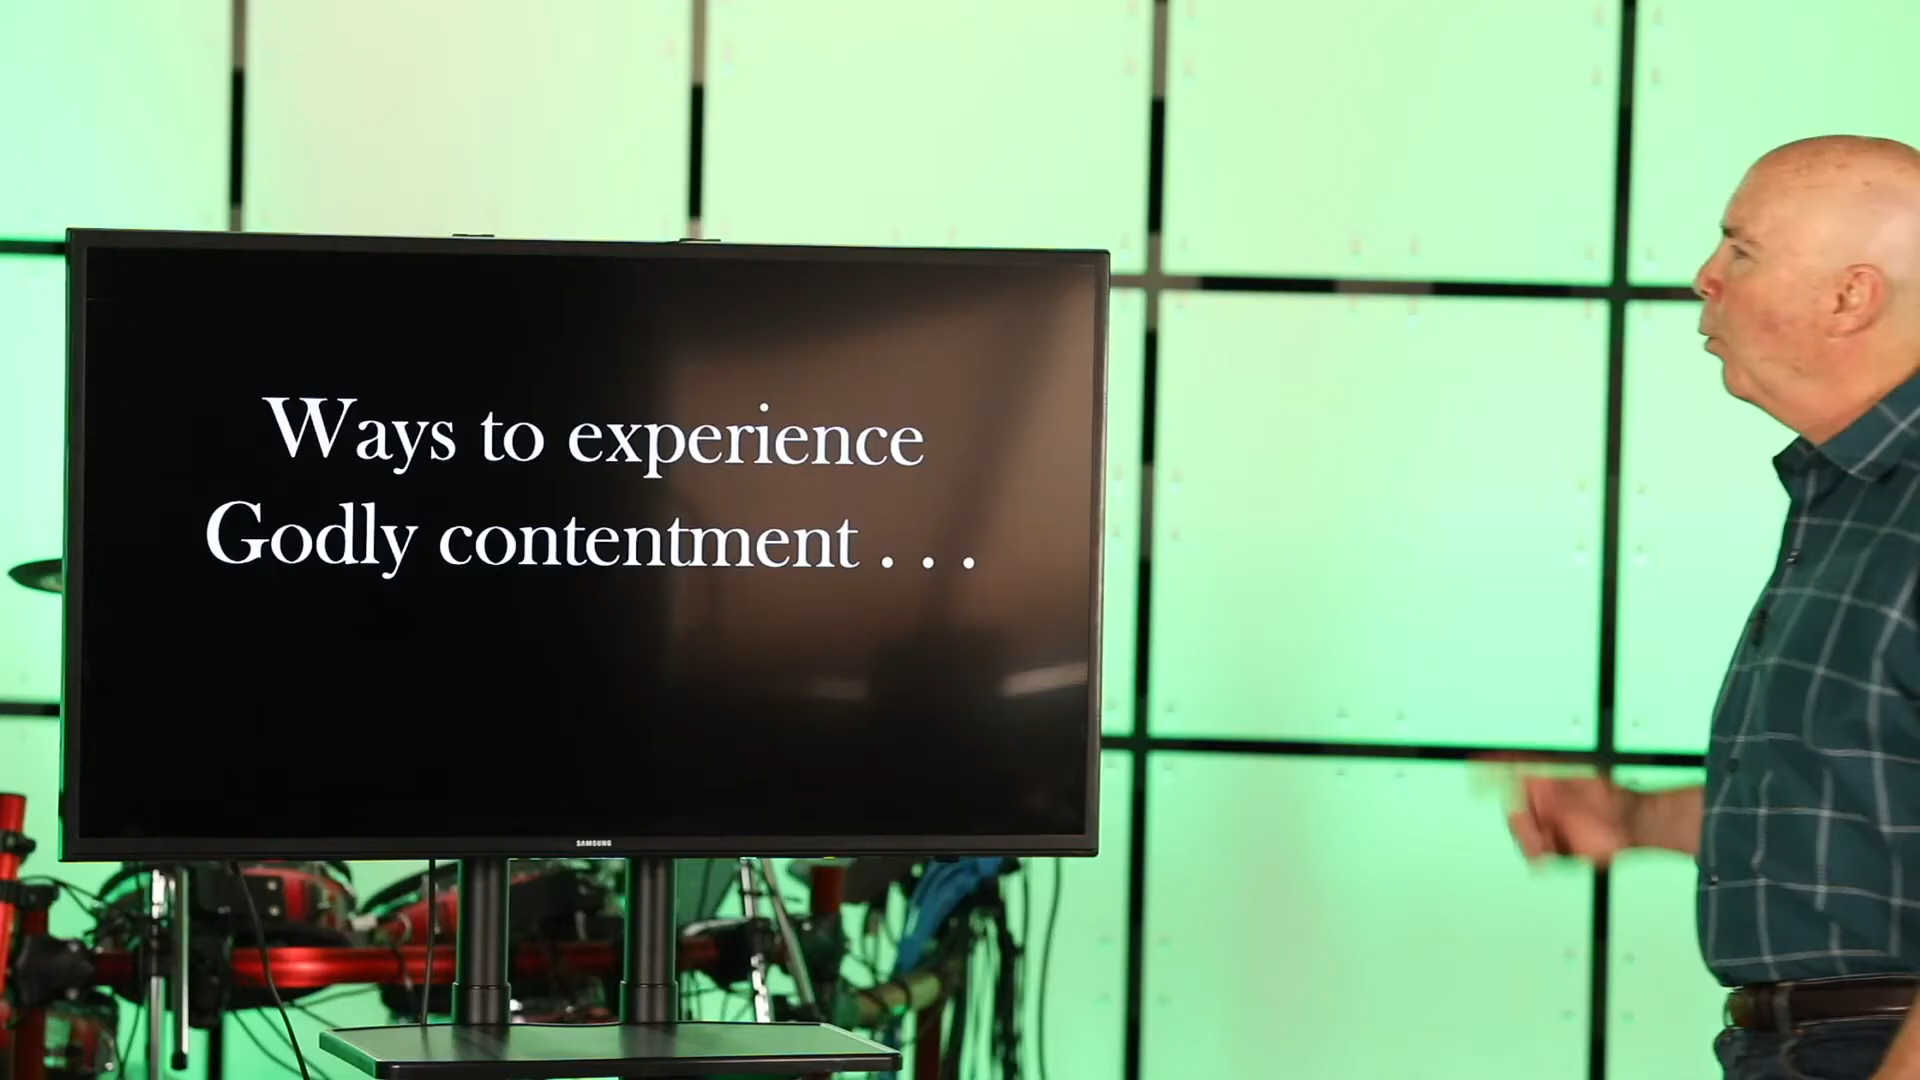 Ways to experience
Godly contentment . . .
SAMSUNG